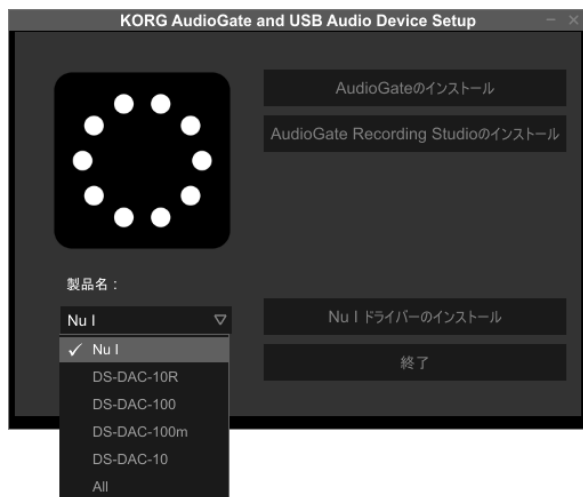 KORG AudioGate and USB Audio Device Setup
AudioGateのインストール
AudioGate Recording Studioのインストール
製品名：
Nu I
Nu I ドライバーのインストール
終了
Nu I
DS-DAC-10R
DS-DAC-100
DS-DAC-100m
DS-DAC-10
All